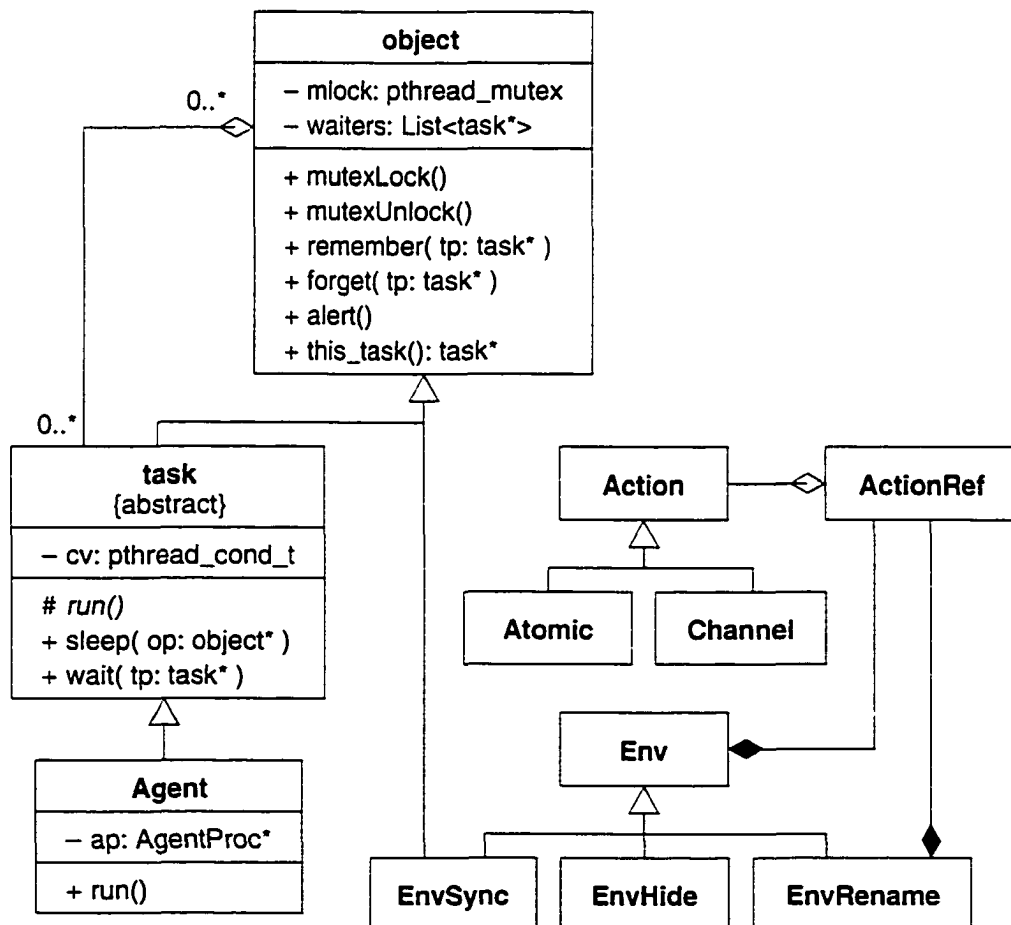 object
– mlock: pthread_mutex
– waiters: List<task*>
+ mutexLock()
+ mutexUnlock()
+ remember( tp: task* )
+ forget( tp: task* )
+ alert()
+ this_task(): task*
0..*
0..*
task
{abstract}
– cv: pthread_cond_t
# run()
+ sleep( op: object* )
+ wait( tp: task* )
Agent
– ap: AgentProc*
+ run()
Action
ActionRef
Atomic
Channel
Env
EnvSync
EnvHide
EnvRename